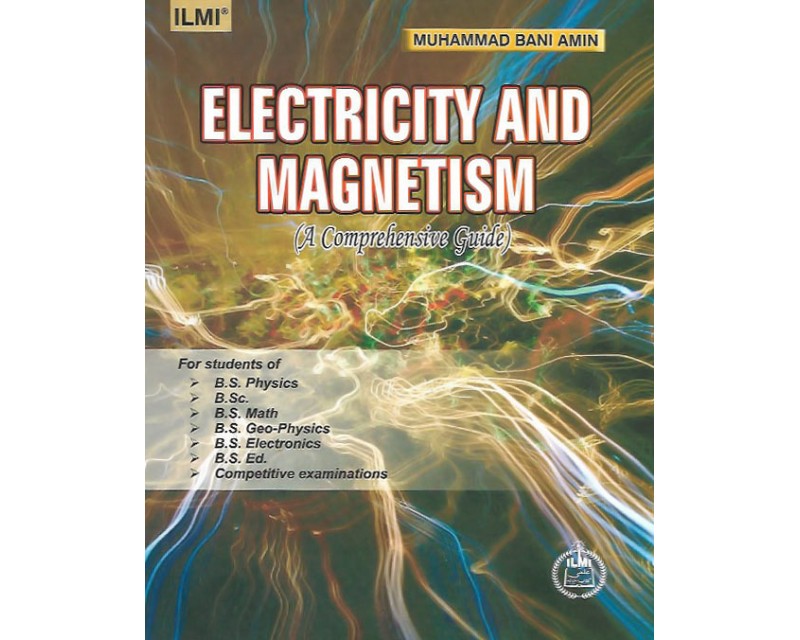 ILMI®
MUHAMMAD BANI AMIN
ELECTRICITY AND
MAGNETISM
(A Comprehensive Guide)
For students of
B.S. Physics
B.Sc.
B.S. Math
B.S. Geo-Physics
B.S. Electronics
B.S. Ed.
Competitive examinations
ILMI
علمی